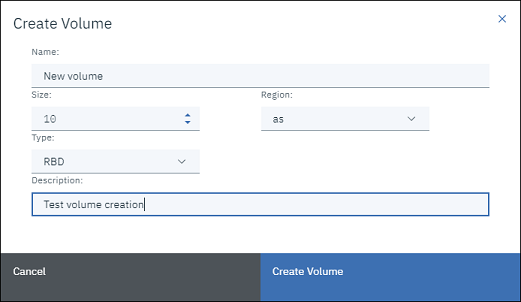 Create Volume
Name:
New volume
Size:
Region:
10
as
Type:
RBD
Description:
Test volume creation
Cancel
Create Volume